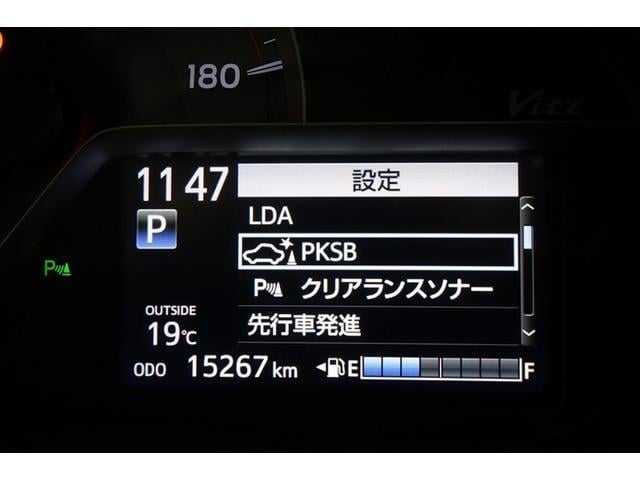 180
Vitz
11 47
設定
P
LDA
PKSB
P クリアランスソナー
先行車発進
P
OUTSIDE
19℃
ODO 15267 km
E F